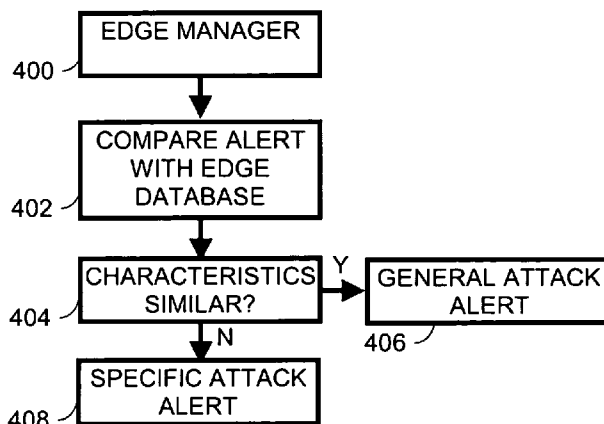 EDGE MANAGER
400
COMPARE ALERT
WITH EDGE
DATABASE
402
CHARACTERISTICS
SIMILAR?
404
Y
GENERAL ATTACK
ALERT
406
N
SPECIFIC ATTACK
ALERT
408